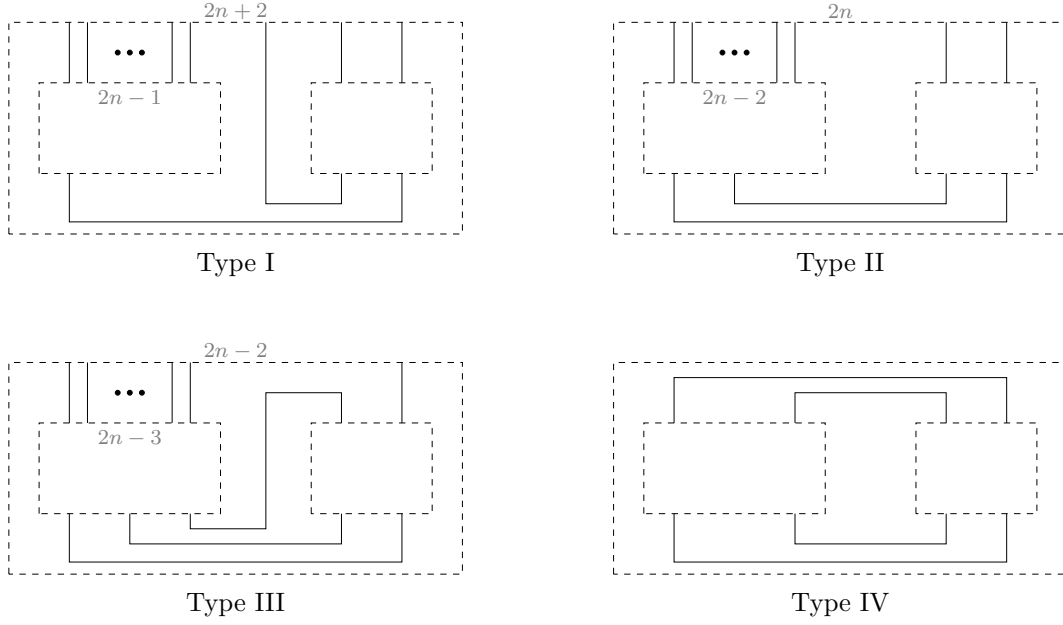 2n + 2
2n
2n − 1
2n − 2
Type I
Type II
2n − 2
2n − 3
Type III
Type IV